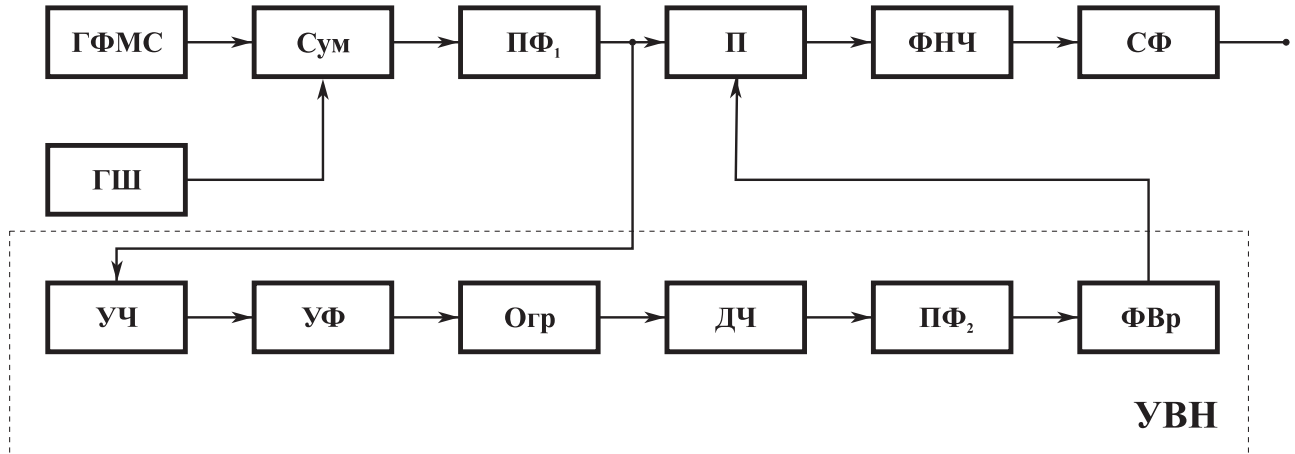 ГФМС
Сум
ПФ₁
П
ФНЧ
СФ
ГШ
УЧ
УФ
Огр
ДЧ
ПФ₂
ФВр
УВН